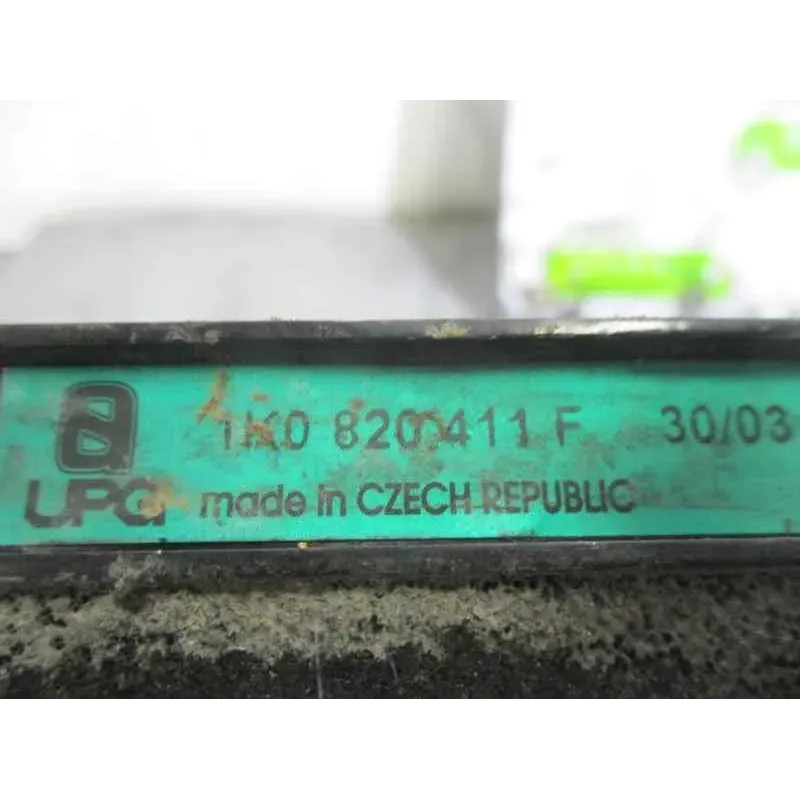 1K0 820 411 F 30/03
UPG made in CZECH REPUBLIC